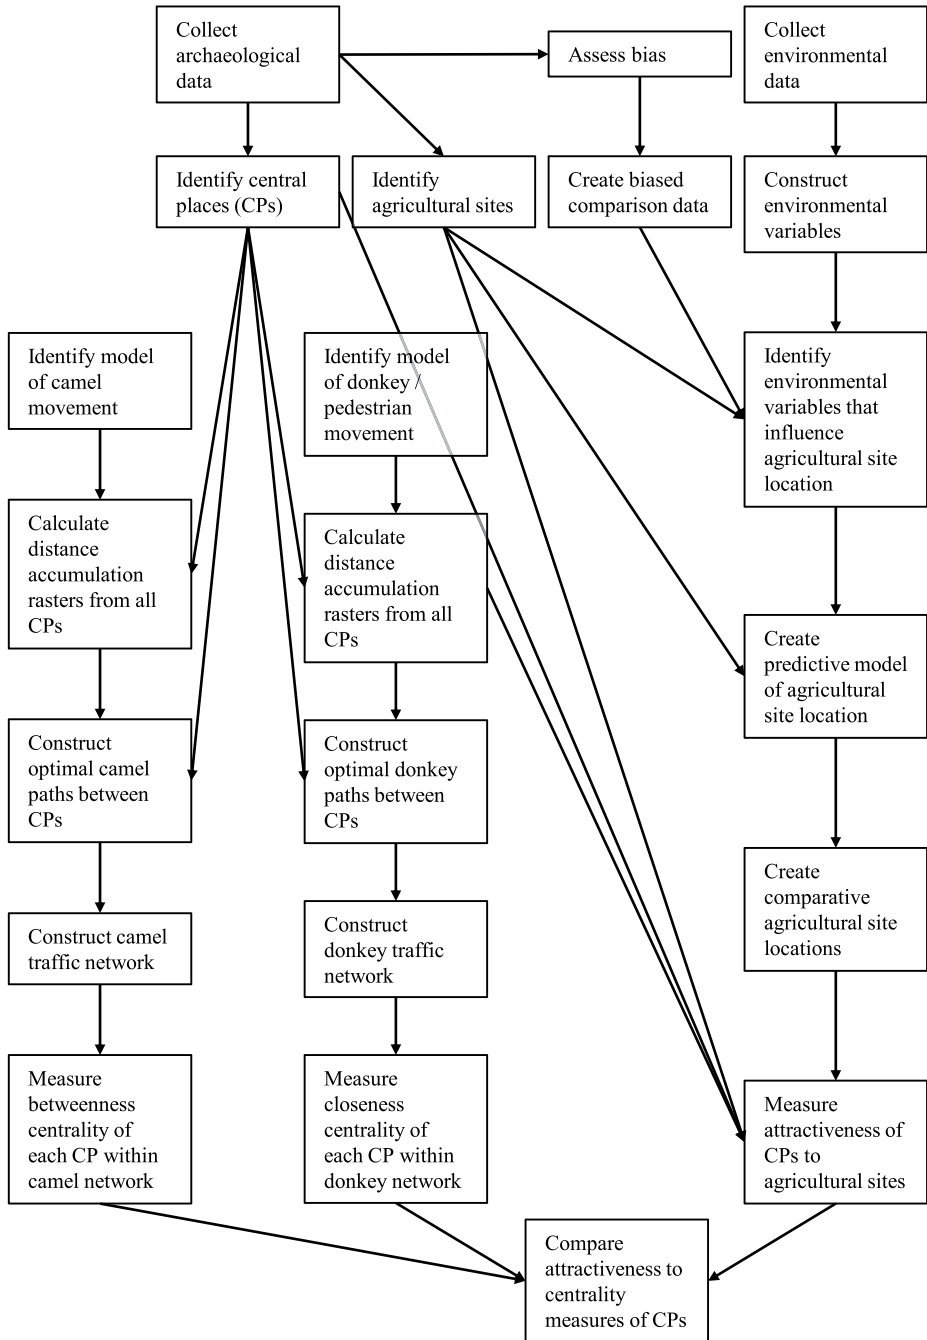 Collect
archaeological
data
Assess bias
Collect
environmental
data
Identify central
places (CPs)
Identify
agricultural sites
Create biased
comparison data
Construct
environmental
variables
Identify model
of camel
movement
Identify model
of donkey /
pedestrian
movement
Identify
environmental
variables that
influence
agricultural site
location
Calculate
distance
accumulation
rasters from all
CPs
Calculate
distance
accumulation
rasters from all
CPs
Create
predictive model
of agricultural
site location
Construct
optimal camel
paths between
CPs
Construct
optimal donkey
paths between
CPs
Create
comparative
agricultural site
locations
Construct camel
traffic network
Construct
donkey traffic
network
Measure
betweenness
centrality of
each CP within
camel network
Measure
closeness
centrality of
each CP within
donkey network
Measure
attractiveness of
CPs to
agricultural sites
Compare
attractiveness to
centrality
measures of CPs